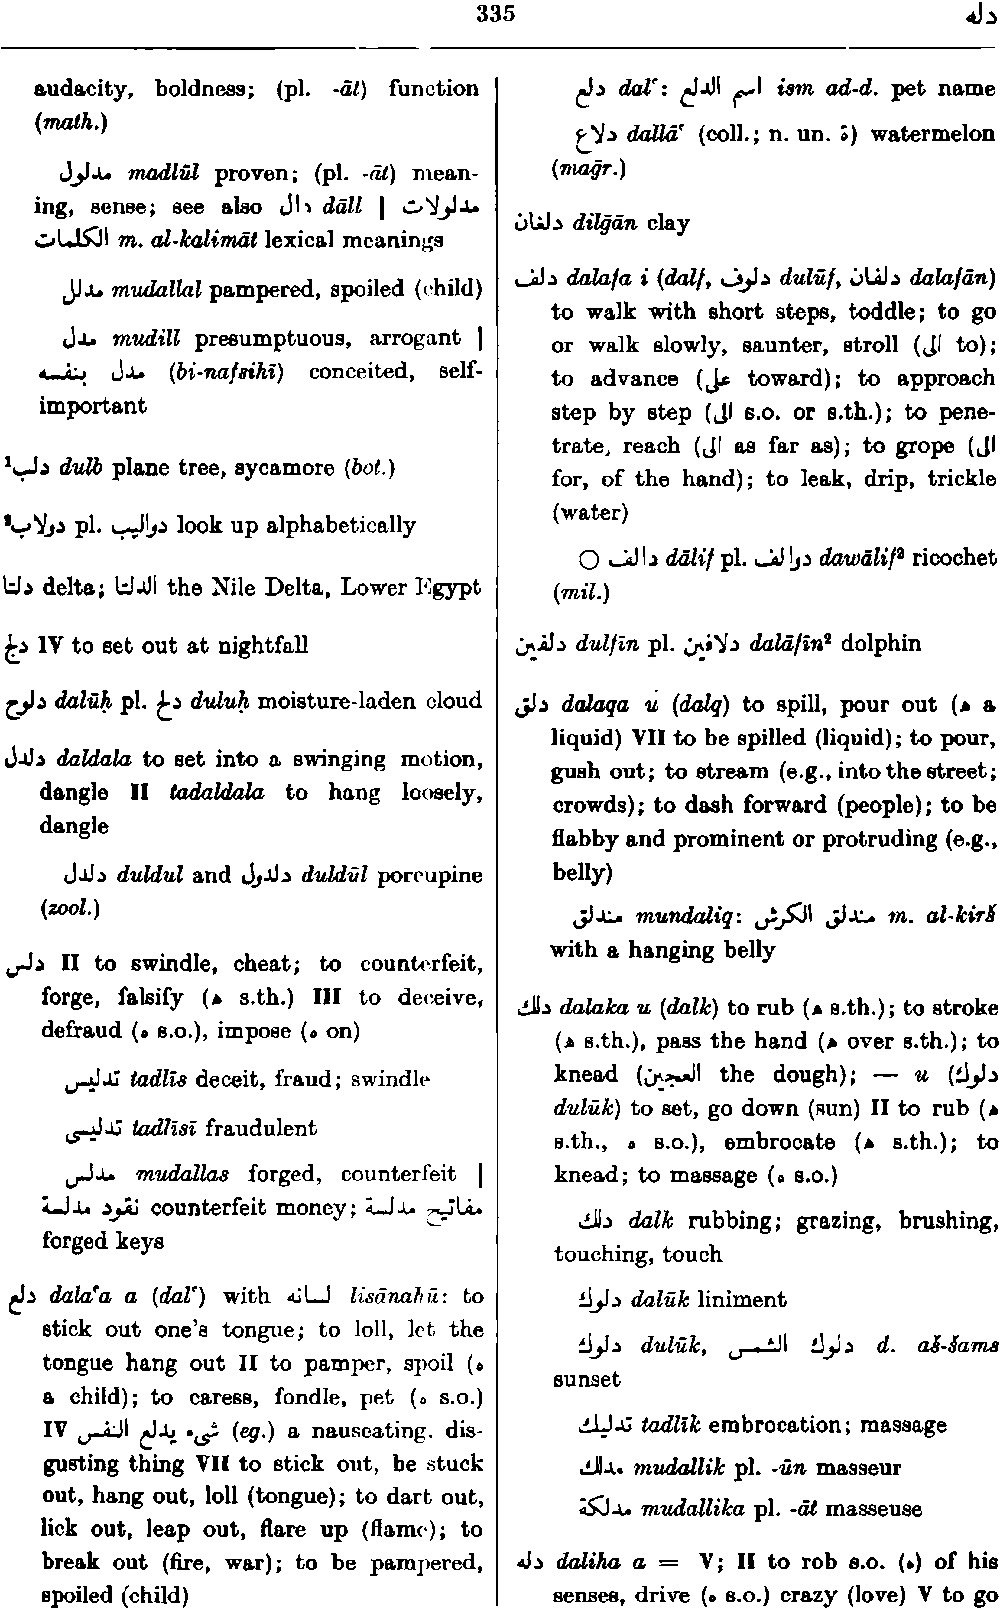 335
دله
audacity, boldness; (pl. -āt) function
(math.)
مدلول madlūl proven; (pl. -āt) mean-
ing, sense; see also دال dāll | مدلولات
الكلمات m. al-kalimāt lexical meanings
مدلل mudallal pampered, spoiled (child)
مدل mudill presumptuous, arrogant |
مدل بنفسه (bi-nafsihī) conceited, self-
important
¹دلب dulb plane tree, sycamore (bot.)
²دولاب pl. دواليب look up alphabetically
دلتا delta; الدلتا the Nile Delta, Lower Egypt
دلج IV to set out at nightfall
دلوح dalūḥ pl. دلح duluḥ moisture-laden cloud
دلدل daldala to set into a swinging motion,
dangle II tadaldala to hang loosely,
dangle
دلدل duldul and دلدول duldūl porcupine
(zool.)
دلس II to swindle, cheat; to counterfeit,
forge, falsify (ه s.th.) III to deceive,
defraud (ه s.o.), impose (ه on)
تدليس tadlīs deceit, fraud; swindle
تدليسى tadlīsī fraudulent
مدلس mudallas forged, counterfeit |
نقود مدلسة counterfeit money; مفاتيح مدلسة
forged keys
دلع dalaʿa a (dalʿ) with لسانه lisānahū: to
stick out one's tongue; to loll, let the
tongue hang out II to pamper, spoil (ه
a child); to caress, fondle, pet (ه s.o.)
IV شىء يدلع النفس (eg.) a nauseating, dis-
gusting thing VII to stick out, be stuck
out, hang out, loll (tongue); to dart out,
lick out, leap out, flare up (flame); to
break out (fire, war); to be pampered,
spoiled (child)
دلع dalʿ: اسم الدلع ism ad-d. pet name
دلاع dallāʿ (coll.; n. un. ة) watermelon
(maḡr.)
دلغان dilḡān clay
دلف dalafa i (dalf, دلوف dulūf, دلفان dalafān)
to walk with short steps, toddle; to go
or walk slowly, saunter, stroll (الى to);
to advance (على toward); to approach
step by step (الى s.o. or s.th.); to pene-
trate, reach (الى as far as); to grope (الى
for, of the hand); to leak, drip, trickle
(water)
○ دالف dālif pl. دوالف dawālif² ricochet
(mil.)
دلفين dulfīn pl. دلافين dalāfīn² dolphin
دلق dalaqa u (dalq) to spill, pour out (ه a
liquid) VII to be spilled (liquid); to pour,
gush out; to stream (e.g., into the street;
crowds); to dash forward (people); to be
flabby and prominent or protruding (e.g.,
belly)
مندلق mundaliq: مندلق الكرش m. al-kirš
with a hanging belly
دلك dalaka u (dalk) to rub (ه s.th.); to stroke
(ه s.th.), pass the hand (ه over s.th.); to
knead (العجين the dough); — u (دلوك
dulūk) to set, go down (sun) II to rub (ه
s.th., ه s.o.), embrocate (ه s.th.); to
knead; to massage (ه s.o.)
دلك dalk rubbing; grazing, brushing,
touching, touch
دلوك dalūk liniment
دلوك dulūk, دلوك الشمس d. aš-šams
sunset
تدليك tadlīk embrocation; massage
مدلك mudallik pl. -ūn masseur
مدلكة mudallika pl. -āt masseuse
دله daliha a = V; II to rob s.o. (ه) of his
senses, drive (ه s.o.) crazy (love) V to go